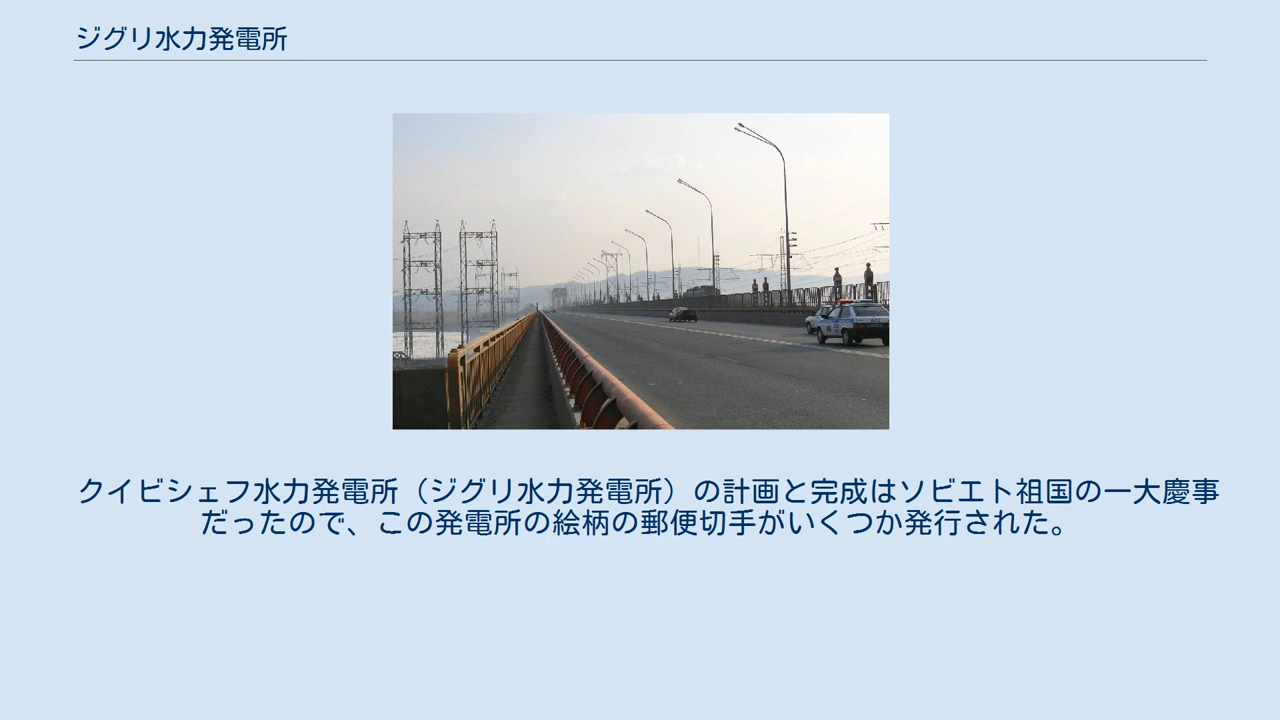 ジグリ水力発電所
クイビシェフ水力発電所（ジグリ水力発電所）の計画と完成はソビエト祖国の一大慶事
だったので、この発電所の絵柄の郵便切手がいくつか発行された。